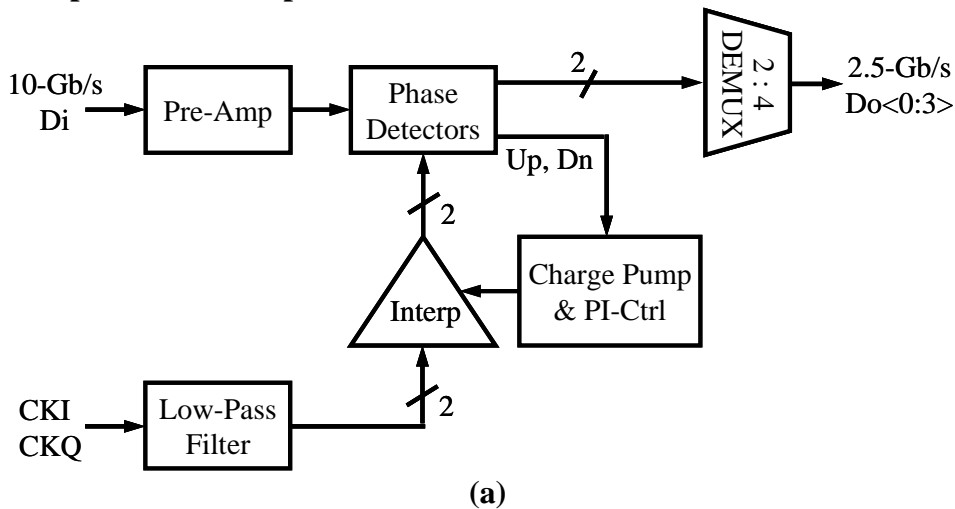 10-Gb/s
Di
Pre-Amp
Phase
Detectors
2
2 : 4
DEMUX
2.5-Gb/s
Do<0:3>
Up, Dn
2
Interp
Charge Pump
& PI-Ctrl
2
CKI
CKQ
Low-Pass
Filter
(a)